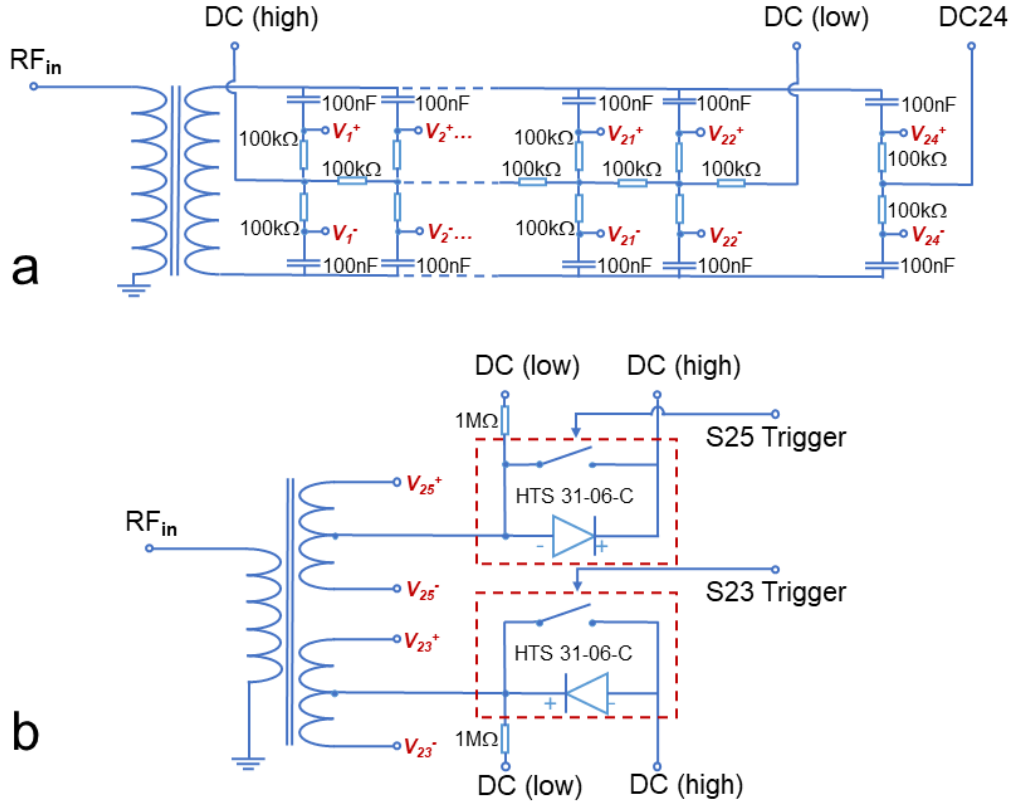 DC (high)
DC (low)
DC24
RFin
100nF
100nF
100nF
100nF
100nF
V1+
V2+...
V21+
V22+
V24+
100kΩ
100kΩ
100kΩ
100kΩ
100kΩ
100kΩ
100kΩ
100kΩ
100kΩ
100kΩ
V1-
V2-...
V21-
V22-
V24-
100nF
100nF
100nF
100nF
100nF
a
DC (low)
DC (high)
1MΩ
S25 Trigger
V25+
HTS 31-06-C
RFin
-
+
V25-
S23 Trigger
V23+
HTS 31-06-C
+
-
V23-
1MΩ
DC (low)
DC (high)
b